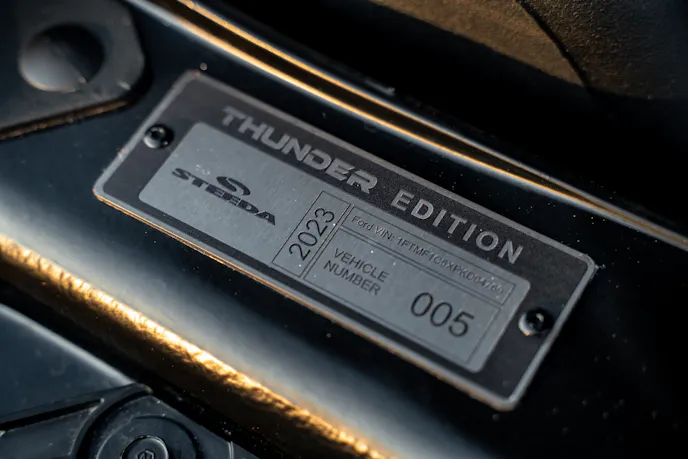 THUNDER EDITION
STEEDA
2023
Ford VIN:
VEHICLE
NUMBER
005